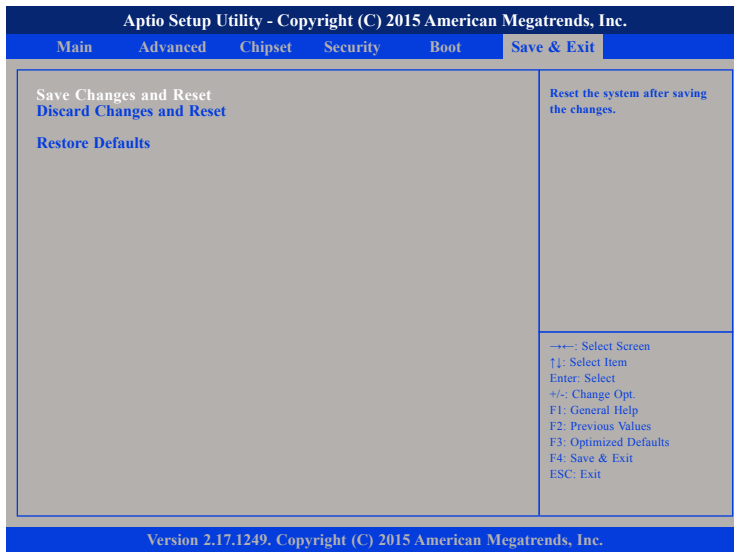 Aptio Setup Utility - Copyright (C) 2015 American Megatrends, Inc.
Main Advanced Chipset Security Boot Save & Exit
Save Changes and Reset
Discard Changes and Reset
Restore Defaults
Reset the system after saving
the changes.
→←: Select Screen
↑↓: Select Item
Enter: Select
+/-: Change Opt.
F1: General Help
F2: Previous Values
F3: Optimized Defaults
F4: Save & Exit
ESC: Exit
Version 2.17.1249. Copyright (C) 2015 American Megatrends, Inc.